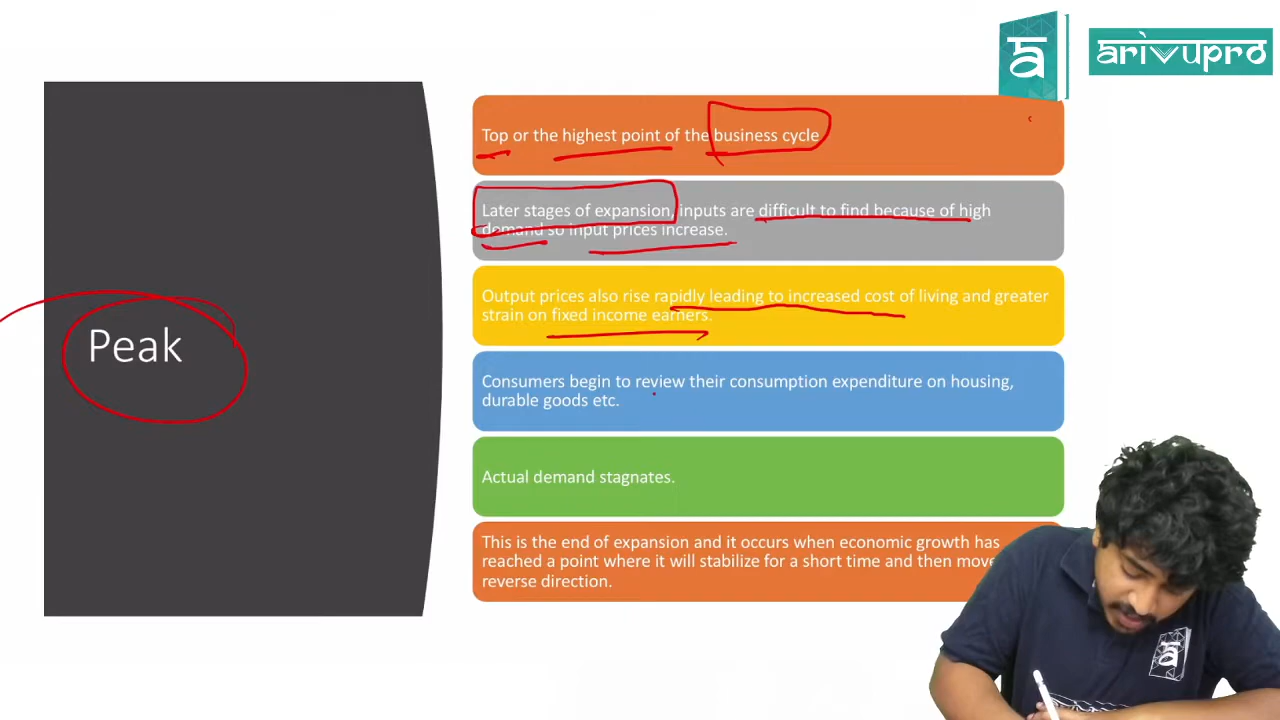 arivupro
Peak
Top or the highest point of the business cycle
Later stages of expansion, inputs are difficult to find because of high
demand so input prices increase.
Output prices also rise rapidly leading to increased cost of living and greater
strain on fixed income earners.
Consumers begin to review their consumption expenditure on housing,
durable goods etc.
Actual demand stagnates.
This is the end of expansion and it occurs when economic growth has
reached a point where it will stabilize for a short time and then move
reverse direction.